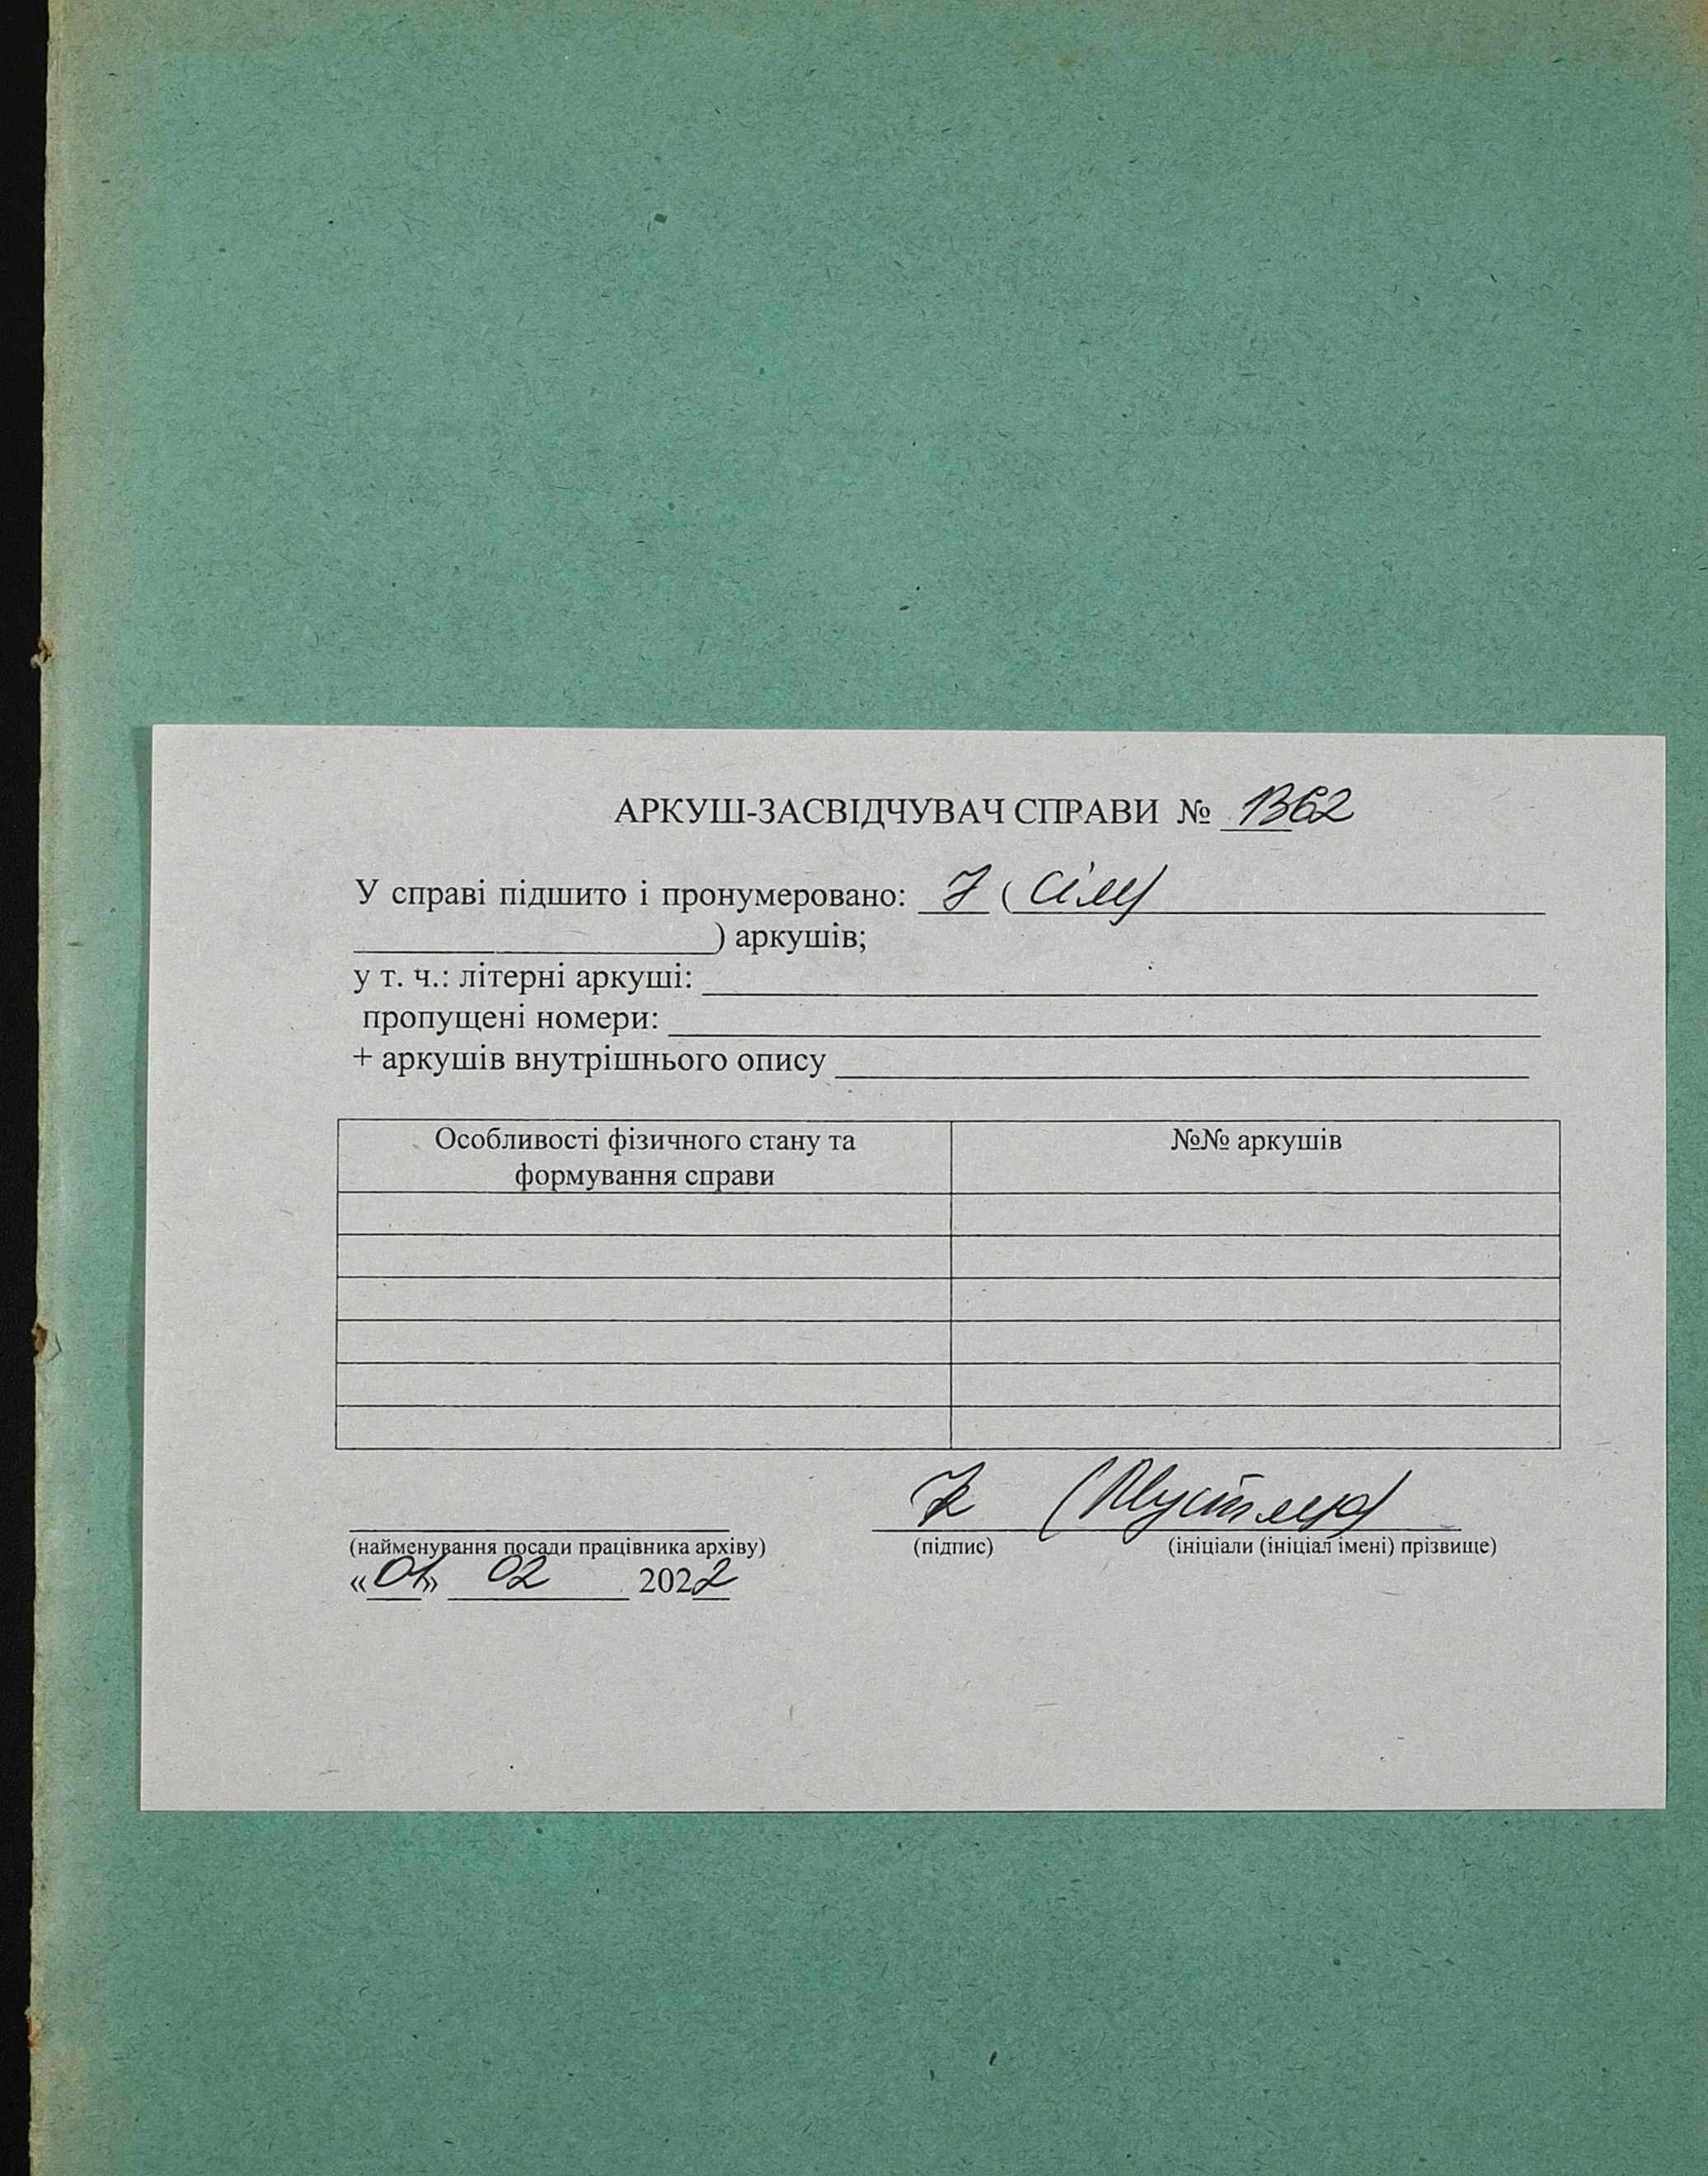 АРКУШ-ЗАСВІДЧУВАЧ СПРАВИ № 1362
У справі підшито і пронумеровано: 7 (сім)
) аркушів;
у т. ч.: літерні аркуші:
пропущені номери:
+ аркушів внутрішнього опису
Особливості фізичного стану та
формування справи
№№ аркушів
(найменування посади працівника архіву)
(підпис)
(ініціали (ініціал імені) прізвище)
«01» 02 2022